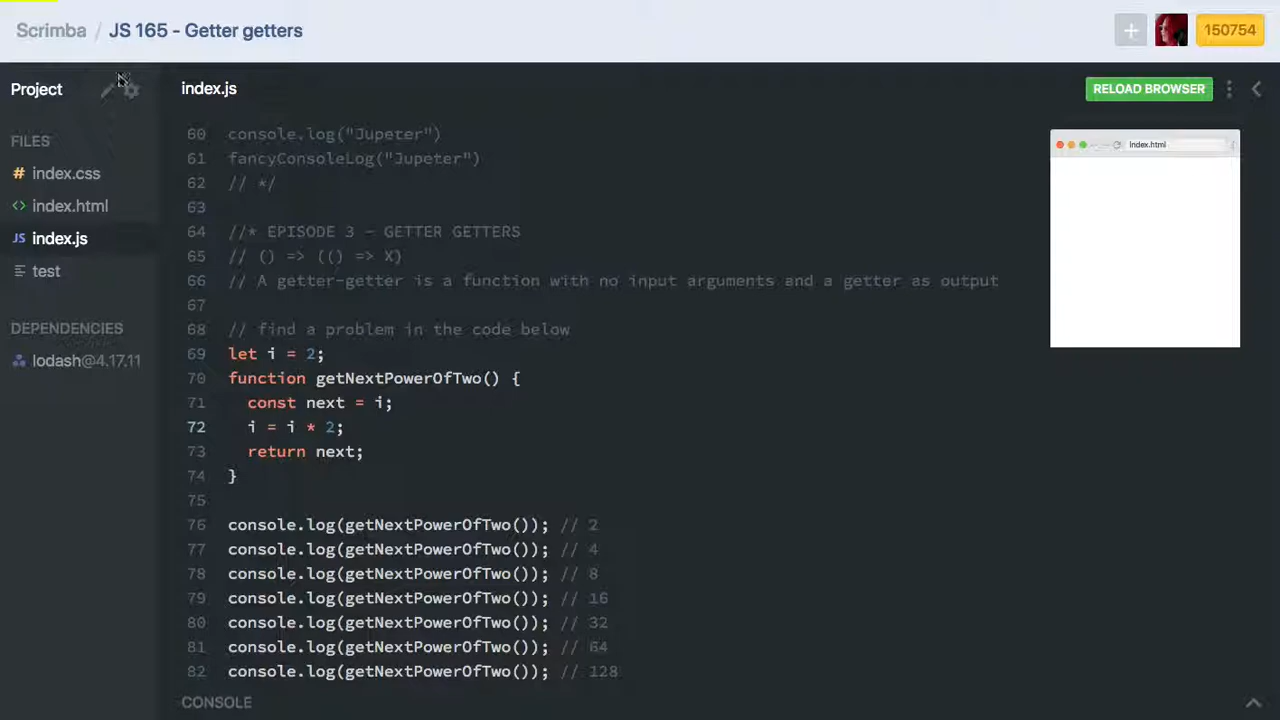 Scrimba / JS 165 - Getter getters
150754
Project
index.js
RELOAD BROWSER
FILES
index.css
index.html
JS index.js
test
DEPENDENCIES
lodash@4.17.11
60 console.log("Jupeter")
61 fancyConsoleLog("Jupeter")
62 // */
63
64 //* EPISODE 3 - GETTER GETTERS
65 // () => (() => X)
66 // A getter-getter is a function with no input arguments and a getter as output
67
68 // find a problem in the code below
69 let i = 2;
70 function getNextPowerOfTwo() {
71 const next = i;
72 i = i * 2;
73 return next;
74 }
75
76 console.log(getNextPowerOfTwo()); // 2
77 console.log(getNextPowerOfTwo()); // 4
78 console.log(getNextPowerOfTwo()); // 8
79 console.log(getNextPowerOfTwo()); // 16
80 console.log(getNextPowerOfTwo()); // 32
81 console.log(getNextPowerOfTwo()); // 64
82 console.log(getNextPowerOfTwo()); // 128
index.html
CONSOLE